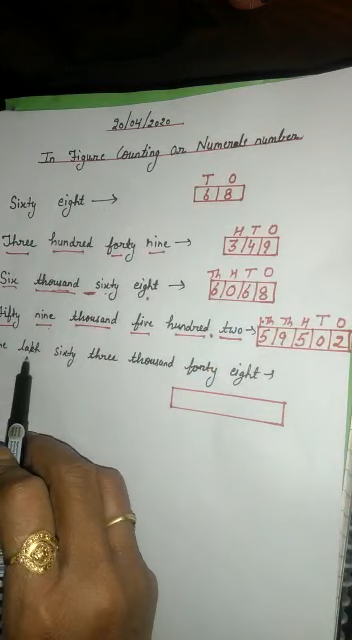 20/04/2020
In Figure Counting or Numerals number
T O
Sixty eight → 6 8
H T O
Three hundred forty nine → 3 4 9
Th H T O
Six thousand sixty eight, → 6 0 6 8
T.Th Th H T O
fifty nine thousand five hundred, two → 5 9 5 0 2
ne lakh sixty three thousand forty eight →